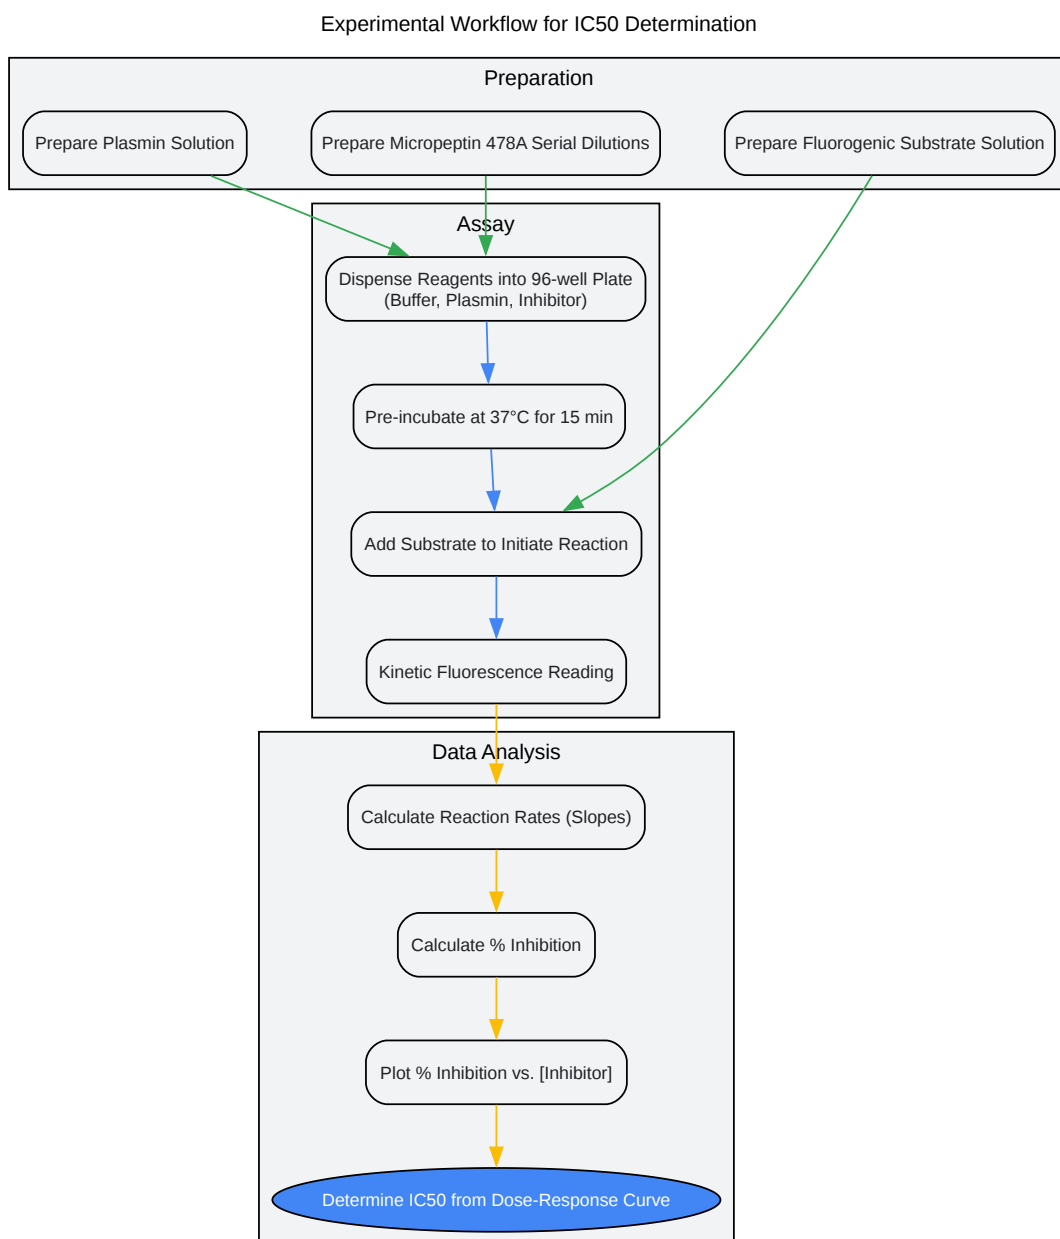 Experimental Workflow for IC50 Determination
Preparation
Prepare Plasmin Solution
Prepare Micropeptin 478A Serial Dilutions
Prepare Fluorogenic Substrate Solution
Assay
Dispense Reagents into 96-well Plate
(Buffer, Plasmin, Inhibitor)
Pre-incubate at 37°C for 15 min
Add Substrate to Initiate Reaction
Kinetic Fluorescence Reading
Data Analysis
Calculate Reaction Rates (Slopes)
Calculate % Inhibition
Plot % Inhibition vs. [Inhibitor]
Determine IC50 from Dose-Response Curve